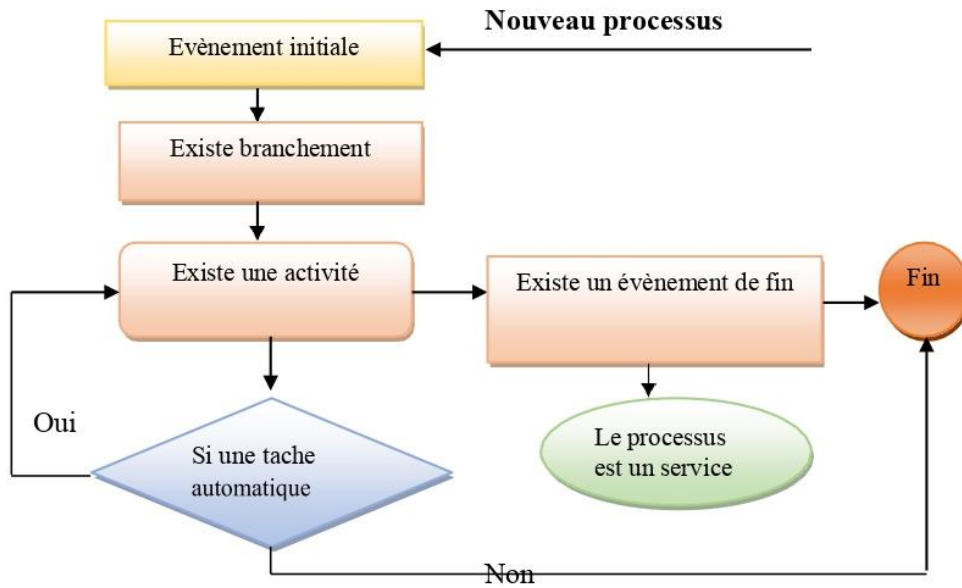 Nouveau processus
Evènement initiale
Existe branchement
Existe une activité
Existe un évènement de fin
Fin
Oui
Si une tache
automatique
Le processus
est un service
Non